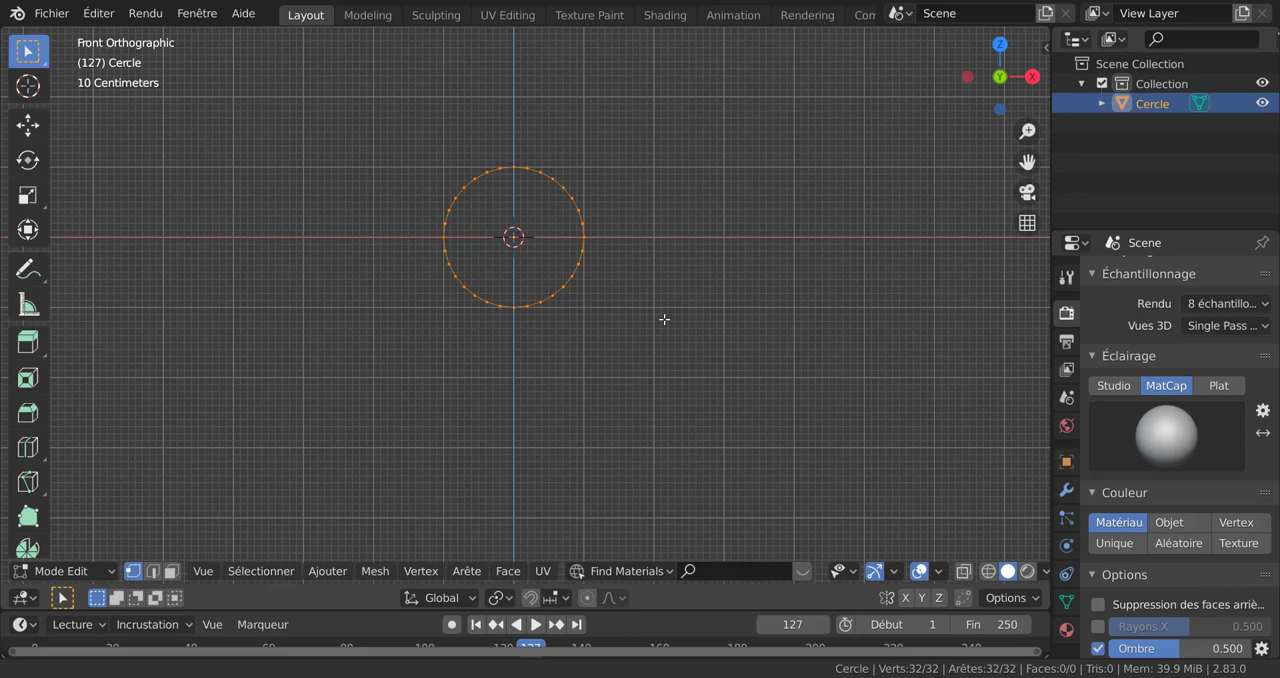 Fichier Éditer Rendu Fenêtre Aide Layout Modeling Sculpting UV Editing Texture Paint Shading Animation Rendering Scene View Layer
Front Orthographic
(127) Cercle
10 Centimeters
Z
Y
X
Scene Collection
Collection
Cercle
Scene
Échantillonnage
Rendu 8 échantillo...
Vues 3D Single Pass ...
Éclairage
Studio MatCap Plat
Couleur
Matériau Objet Vertex
Unique Aléatoire Texture
Options
Suppression des faces arriè...
Rayons X 0.500
Ombre 0.500
Mode Edit Vue Sélectionner Ajouter Mesh Vertex Arête Face UV Find Materials
Global X Y Z Options
Lecture Incrustation Vue Marqueur 127 Début 1 Fin 250
127
Cercle | Verts:32/32 | Arêtes:32/32 | Faces:0/0 | Tris:0 | Mem: 39.9 MiB | 2.83.0